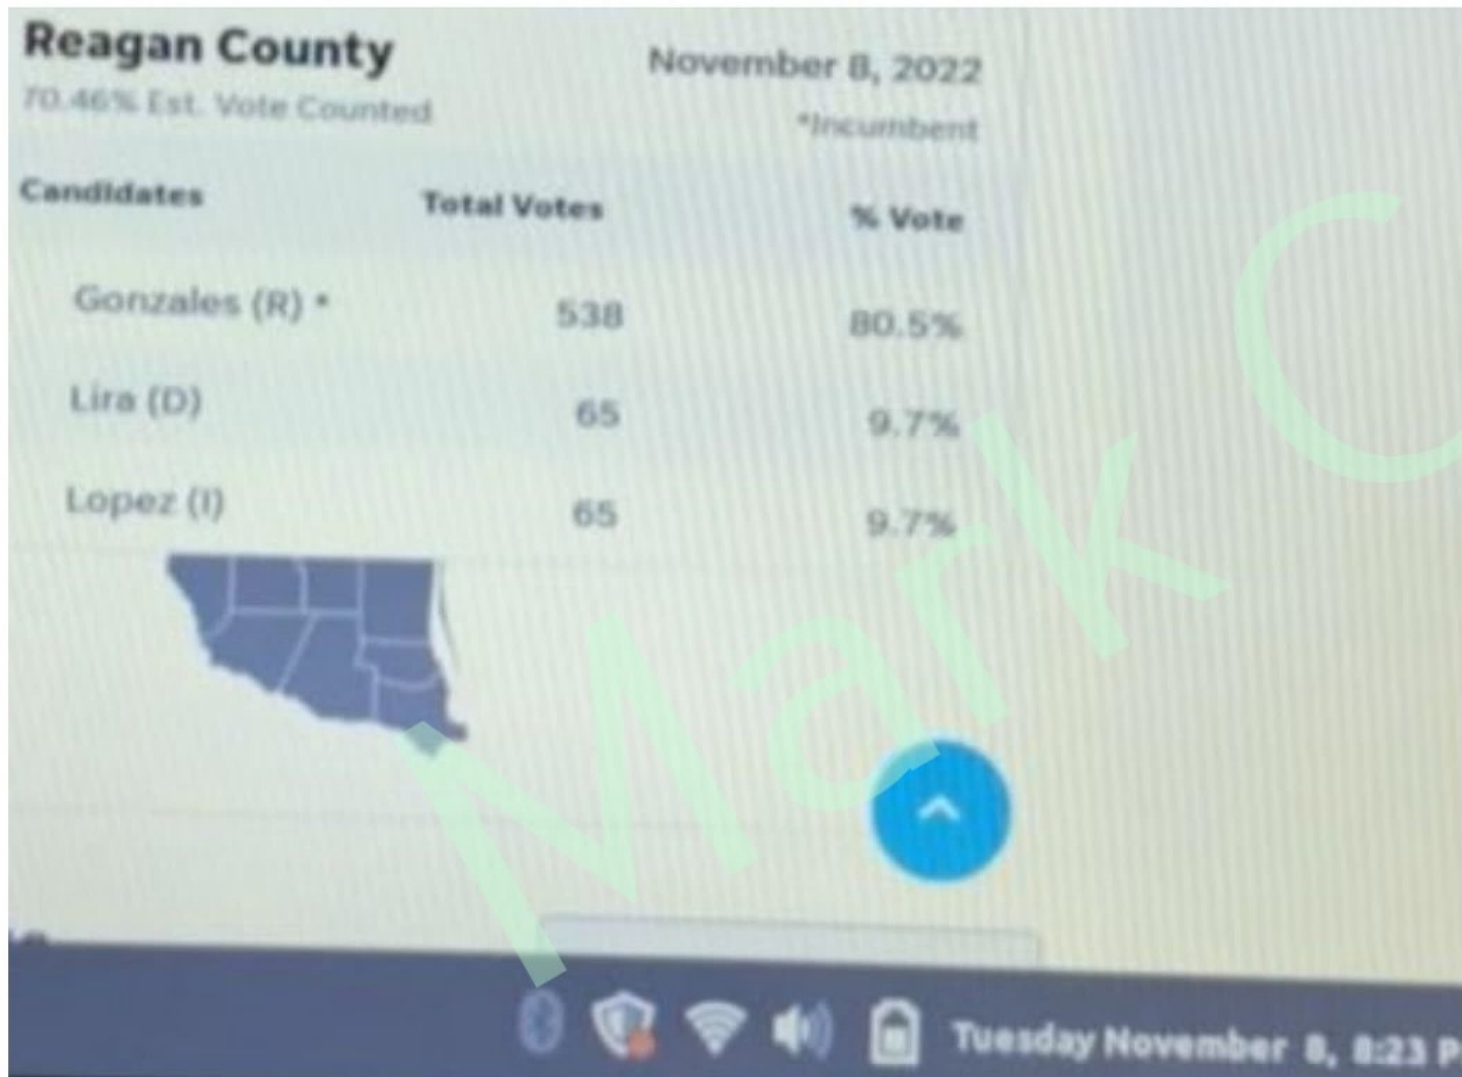 Reagan County
November 8, 2022
70.46% Est. Vote Counted
*Incumbent
Candidates Total Votes % Vote
Gonzales (R) * 538 80.5%
Lira (D) 65 9.7%
Lopez (I) 65 9.7%
Mark C
Tuesday November 8, 8:23 P